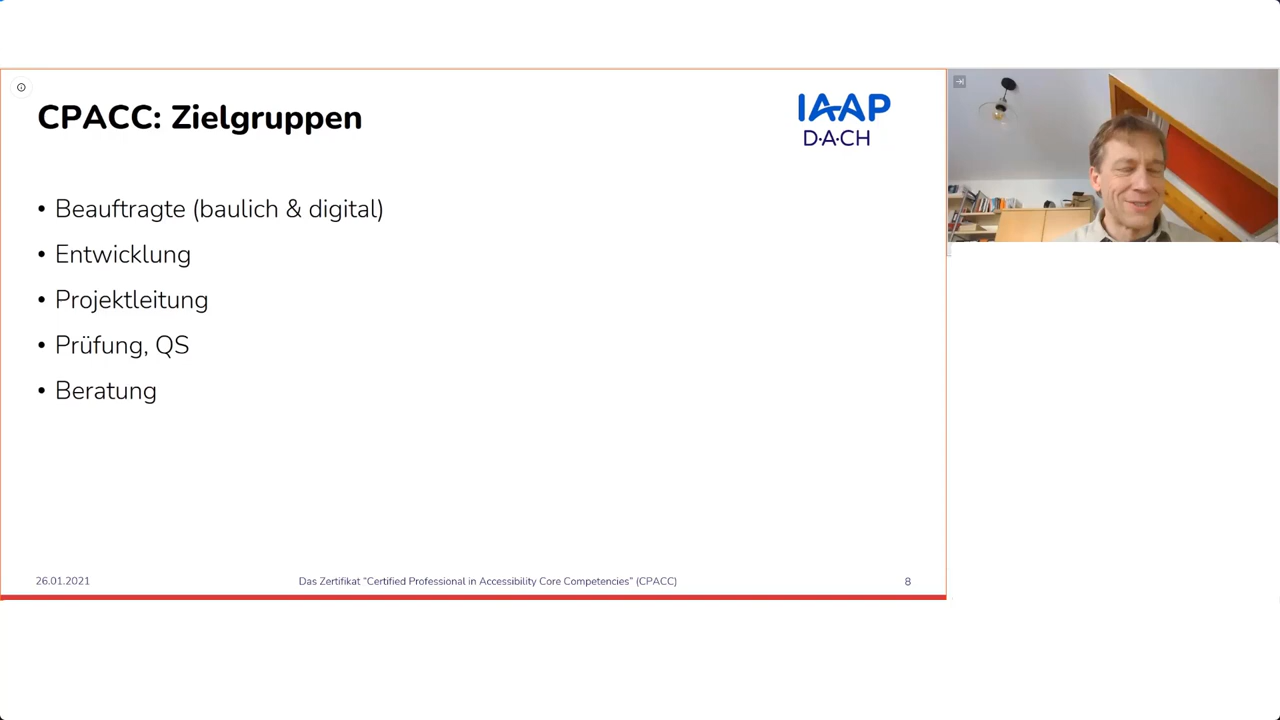 CPACC: Zielgruppen
IAAP
D·A·CH
• Beauftragte (baulich & digital)
• Entwicklung
• Projektleitung
• Prüfung, QS
• Beratung
26.01.2021
Das Zertifikat "Certified Professional in Accessibility Core Competencies" (CPACC)
8